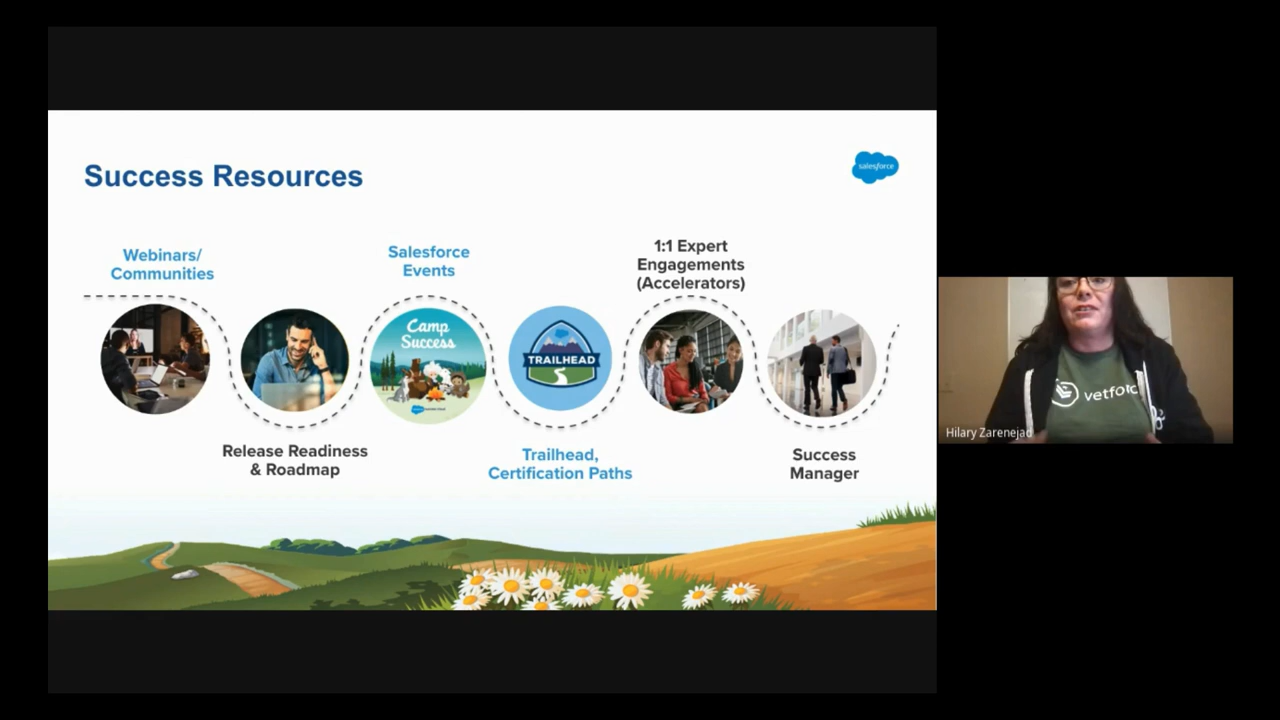 Success Resources
salesforce
Webinars/
Communities
Salesforce
Events
1:1 Expert
Engagements
(Accelerators)
Camp
Success
TRAILHEAD
Release Readiness
& Roadmap
Trailhead,
Certification Paths
Success
Manager
vetforc
Hilary Zarenejad